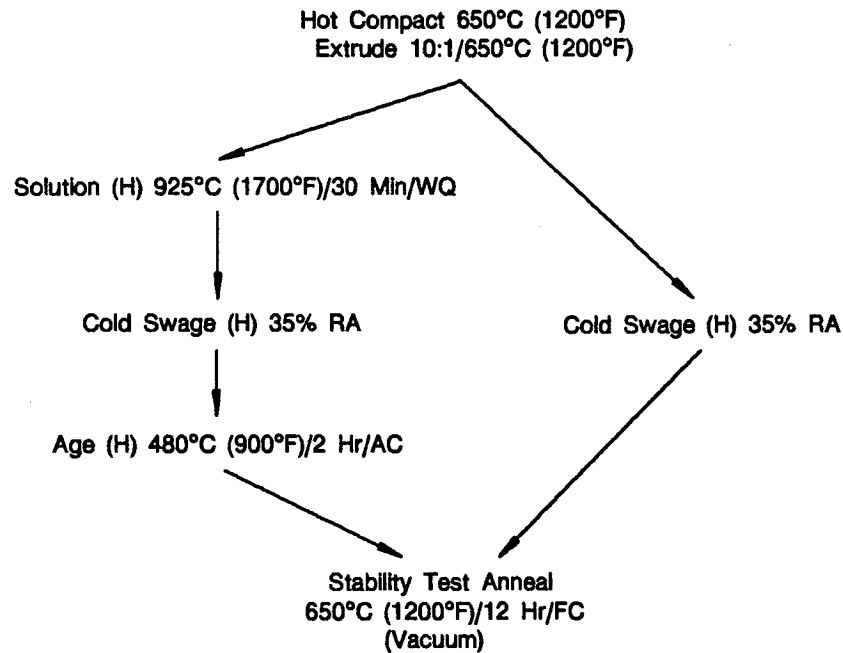 Hot Compact 650°C (1200°F)
Extrude 10:1/650°C (1200°F)
Solution (H) 925°C (1700°F)/30 Min/WQ
Cold Swage (H) 35% RA
Cold Swage (H) 35% RA
Age (H) 480°C (900°F)/2 Hr/AC
Stability Test Anneal
650°C (1200°F)/12 Hr/FC
(Vacuum)